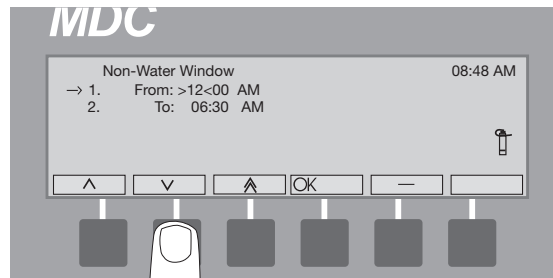 MDC
Non-Water Window 08:48 AM
→ 1. From: >12<00 AM
2. To: 06:30 AM
OK